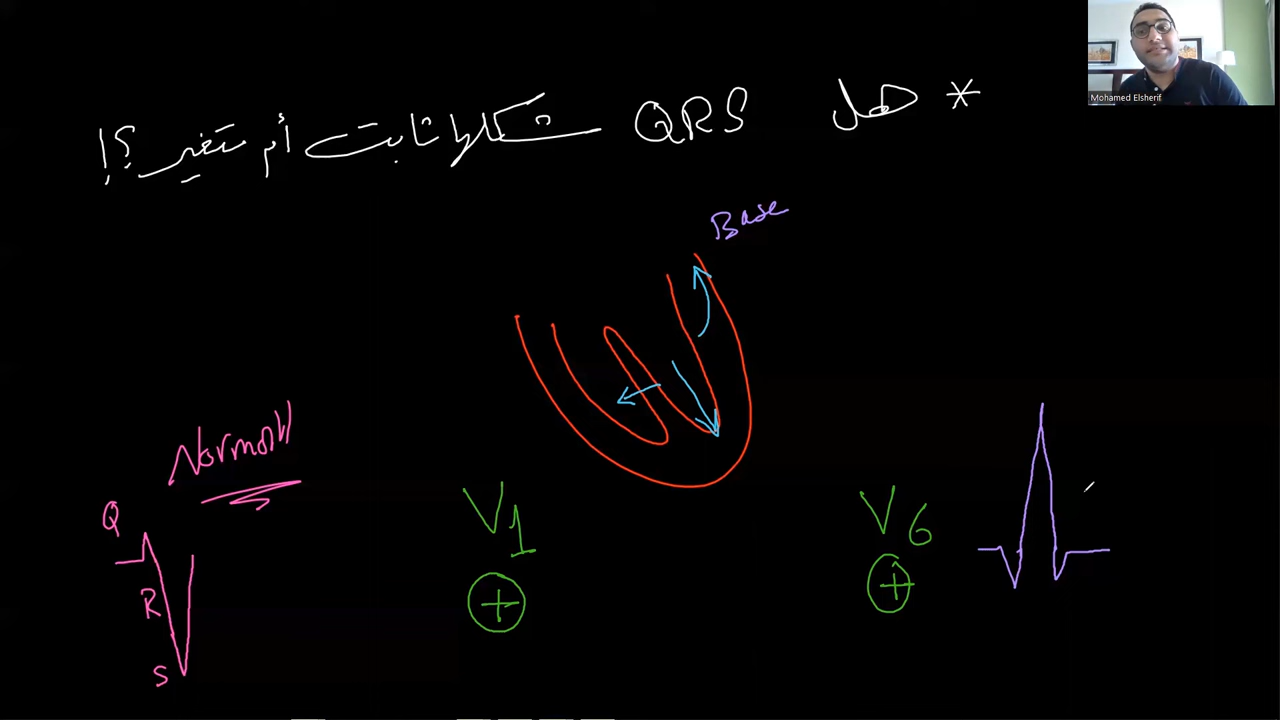 * هل QRS شكلها ثابت أم متغير؟!
Base
Normal
Q
R
S
V1
+
V6
+
Mohamed Elsherif